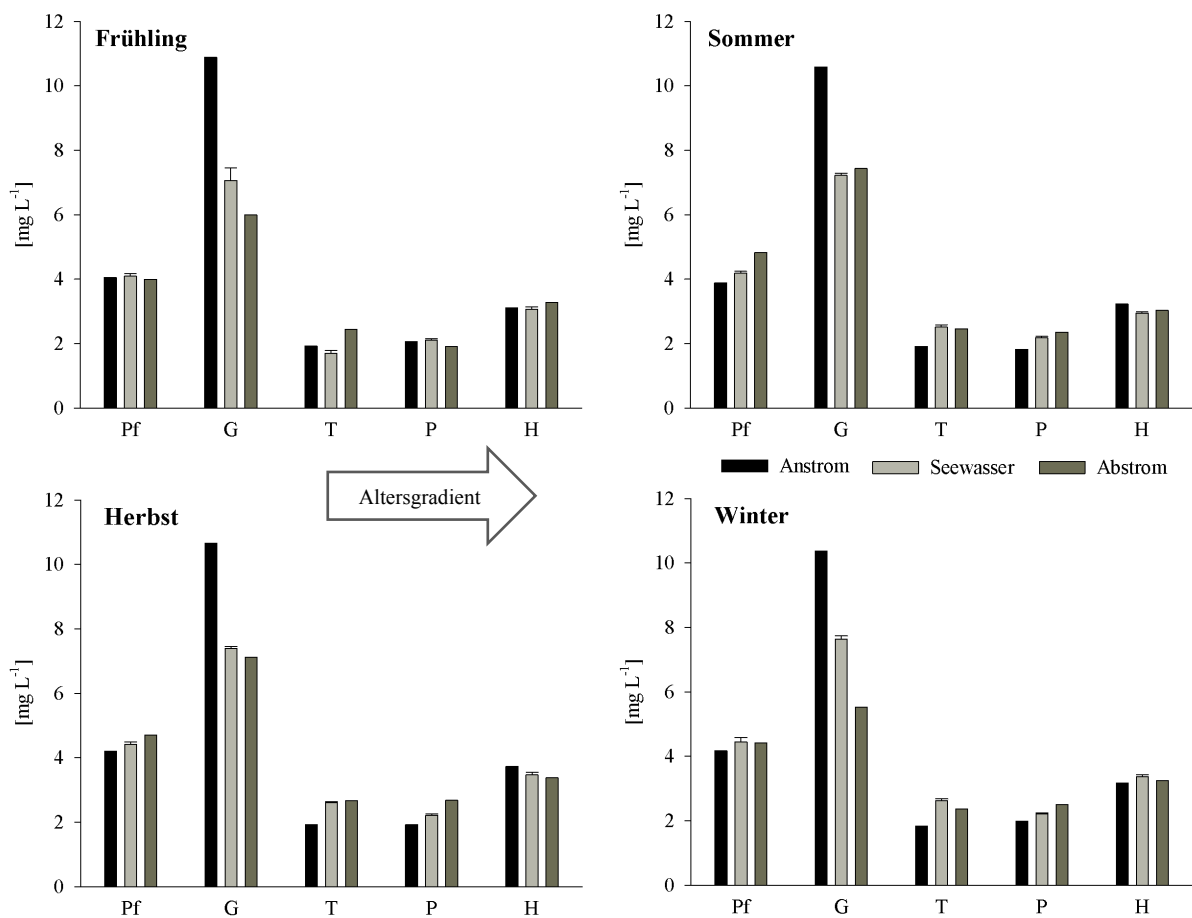 Frühling
[mg L-1]
12
10
8
6
4
2
0
Pf G T P H
Sommer
[mg L-1]
12
10
8
6
4
2
0
Pf G T P H
Anstrom Seewasser Abstrom
Altersgradient
Herbst
[mg L-1]
12
10
8
6
4
2
0
Pf G T P H
Winter
[mg L-1]
12
10
8
6
4
2
0
Pf G T P H